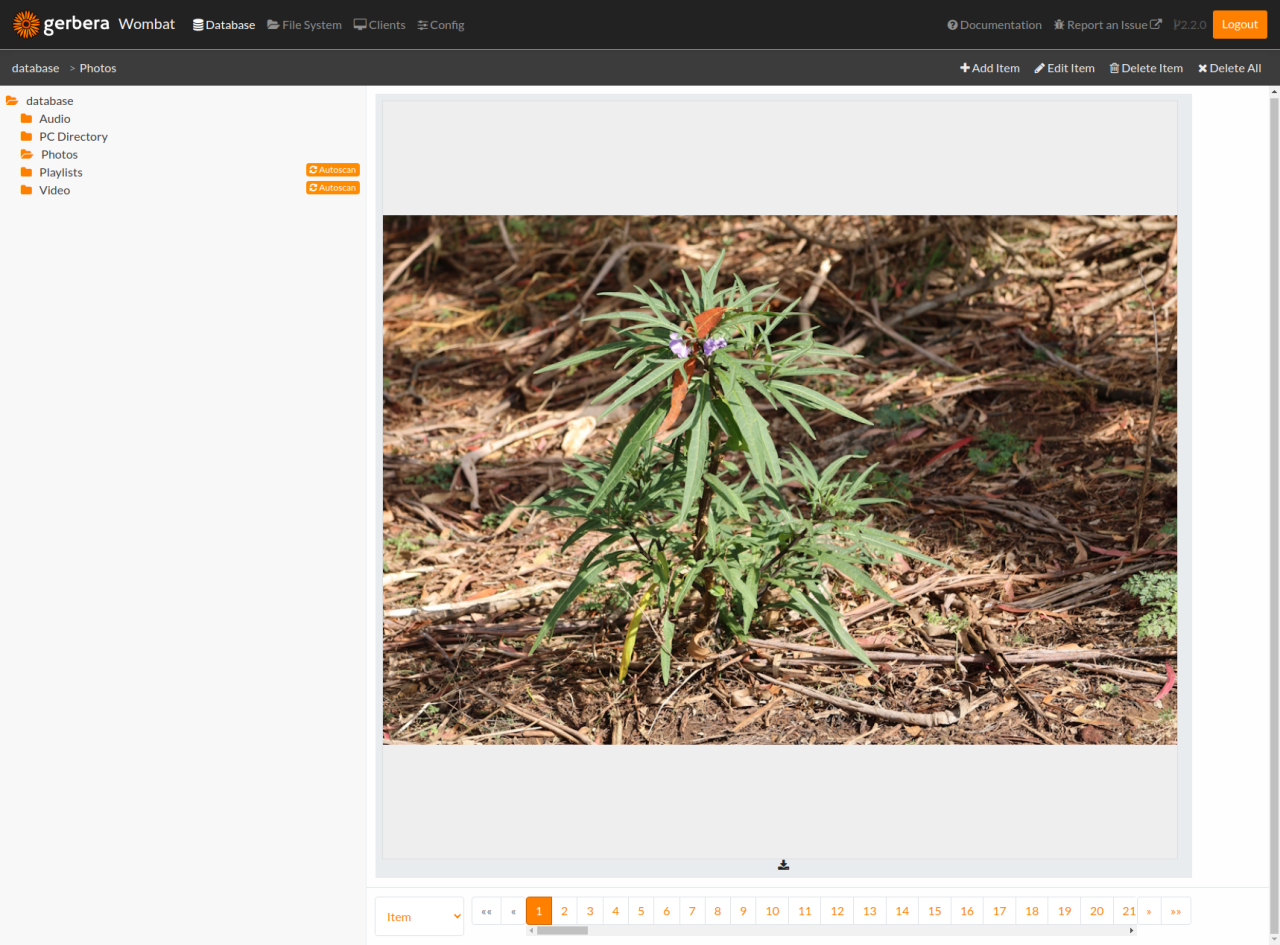 gerbera Wombat Database File System Clients Config Documentation Report an Issue 2.2.0 Logout
database > Photos Add Item Edit Item Delete Item Delete All
database
Audio
PC Directory
Photos
Playlists Autoscan
Video Autoscan
Item «« « 1 2 3 4 5 6 7 8 9 10 11 12 13 14 15 16 17 18 19 20 21 » »»